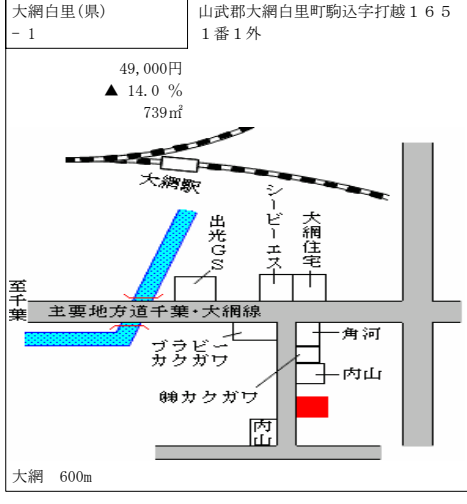 大網白里(県)
－1
山武郡大網白里町駒込字打越１６５
１番１外
49,000円
▲ 14.0 %
739㎡
大網駅
出光GS
シービーエス
大網住宅
至千葉
主要地方道千葉・大網線
ブラビー
カクガワ
角河
㈱カクガワ
内山
内山
大網　600m